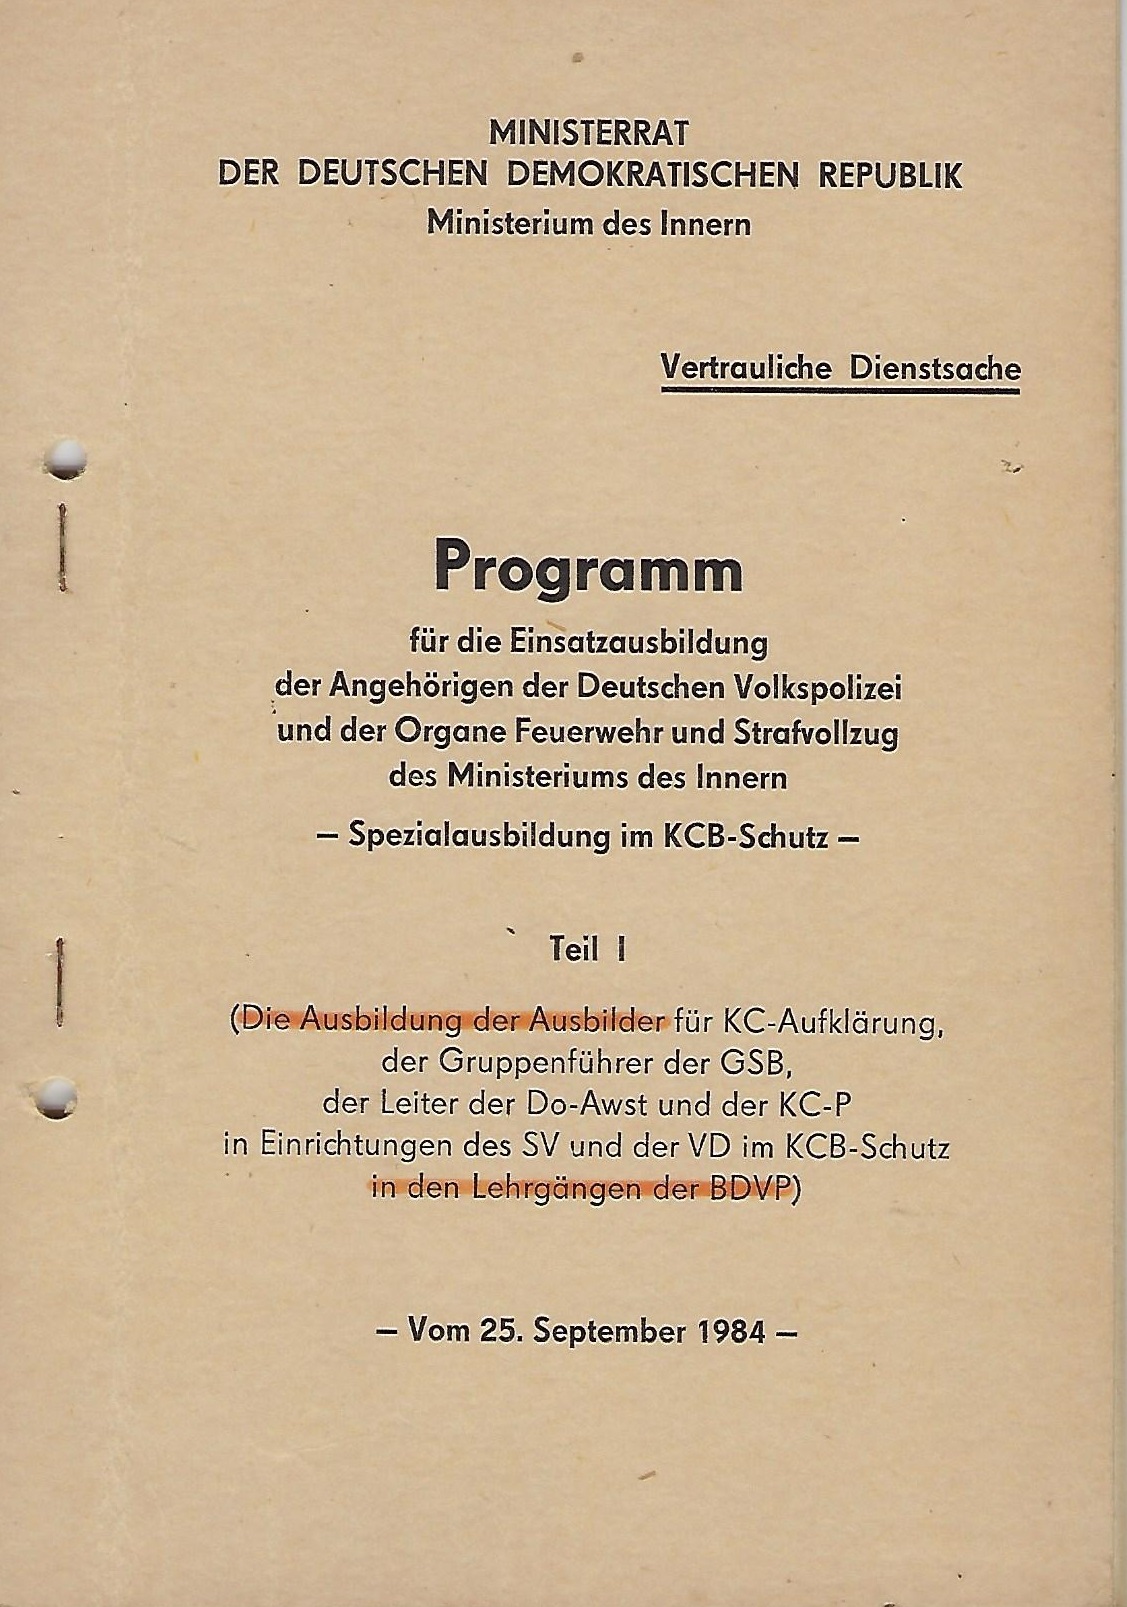 MINISTERRAT
DER DEUTSCHEN DEMOKRATISCHEN REPUBLIK
Ministerium des Innern
Vertrauliche Dienstsache
Programm
für die Einsatzausbildung
der Angehörigen der Deutschen Volkspolizei
und der Organe Feuerwehr und Strafvollzug
des Ministeriums des Innern
– Spezialausbildung im KCB-Schutz –
Teil I
(Die Ausbildung der Ausbilder für KC-Aufklärung,
der Gruppenführer der GSB,
der Leiter der Do-Awst und der KC-P
in Einrichtungen des SV und der VD im KCB-Schutz
in den Lehrgängen der BDVP)
– Vom 25. September 1984 –